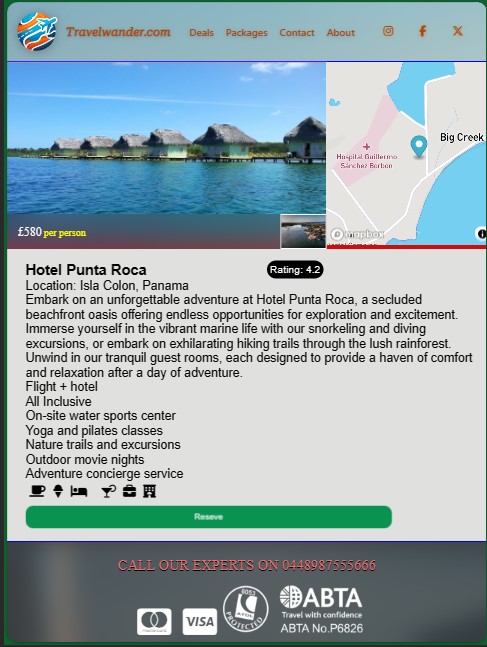 Travelwander.com Deals Packages Contact About
Big Creek
Hospital Guillermo
Sánchez Borbon
mapbox
£580 per person
Hotel Punta Roca Rating: 4.2
Location: Isla Colon, Panama
Embark on an unforgettable adventure at Hotel Punta Roca, a secluded
beachfront oasis offering endless opportunities for exploration and excitement.
Immerse yourself in the vibrant marine life with our snorkeling and diving
excursions, or embark on exhilarating hiking trails through the lush rainforest.
Unwind in our tranquil guest rooms, each designed to provide a haven of comfort
and relaxation after a day of adventure.
Flight + hotel
All Inclusive
On-site water sports center
Yoga and pilates classes
Nature trails and excursions
Outdoor movie nights
Adventure concierge service
Reseve
CALL OUR EXPERTS ON 0448987555666
mastercard
VISA
6053
ATOL
PROTECTED
ABTA
Travel with confidence
ABTA No.P6826